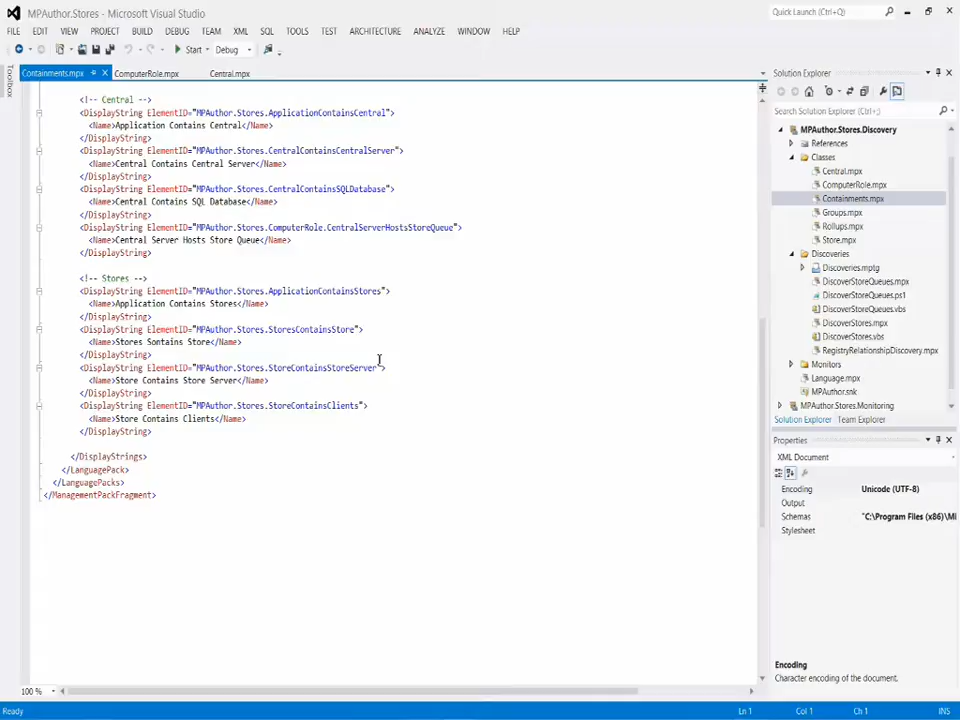 MPAuthor.Stores - Microsoft Visual Studio
Quick Launch (Ctrl+Q)
FILE EDIT VIEW PROJECT BUILD DEBUG TEAM XML SQL TOOLS TEST ARCHITECTURE ANALYZE WINDOW HELP
Start Debug
Toolbox
Containments.mpx ComputerRole.mpx Central.mpx
<!-- Central -->
<DisplayString ElementID="MPAuthor.Stores.ApplicationContainsCentral">
<Name>Application Contains Central</Name>
</DisplayString>
<DisplayString ElementID="MPAuthor.Stores.CentralContainsCentralServer">
<Name>Central Contains Central Server</Name>
</DisplayString>
<DisplayString ElementID="MPAuthor.Stores.CentralContainsSQLDatabase">
<Name>Central Contains SQL Database</Name>
</DisplayString>
<DisplayString ElementID="MPAuthor.Stores.ComputerRole.CentralServerHostsStoreQueue">
<Name>Central Server Hosts Store Queue</Name>
</DisplayString>
<!-- Stores -->
<DisplayString ElementID="MPAuthor.Stores.ApplicationContainsStores">
<Name>Application Contains Stores</Name>
</DisplayString>
<DisplayString ElementID="MPAuthor.Stores.StoresContainsStore">
<Name>Stores Sontains Store</Name>
</DisplayString>
<DisplayString ElementID="MPAuthor.Stores.StoreContainsStoreServer">
<Name>Store Contains Store Server</Name>
</DisplayString>
<DisplayString ElementID="MPAuthor.Stores.StoreContainsClients">
<Name>Store Contains Clients</Name>
</DisplayString>
</DisplayStrings>
</LanguagePack>
</LanguagePacks>
</ManagementPackFragment>
100 %
Solution Explorer
Search Solution Explorer (Ctrl+;)
MPAuthor.Stores.Discovery
References
Classes
Central.mpx
ComputerRole.mpx
Containments.mpx
Groups.mpx
Rollups.mpx
Store.mpx
Discoveries
Discoveries.mptg
DiscoverStoreQueues.mpx
DiscoverStoreQueues.ps1
DiscoverStoreQueues.vbs
DiscoverStores.mpx
DiscoverStores.vbs
RegistryRelationshipDiscovery.mpx
Monitors
Language.mpx
MPAuthor.snk
MPAuthor.Stores.Monitoring
Solution Explorer Team Explorer
Properties
XML Document
Encoding Unicode (UTF-8)
Output
Schemas "C:\Program Files (x86)\Mi
Stylesheet
Encoding
Character encoding of the document.
Ready Ln 1 Col 1 Ch 1 INS